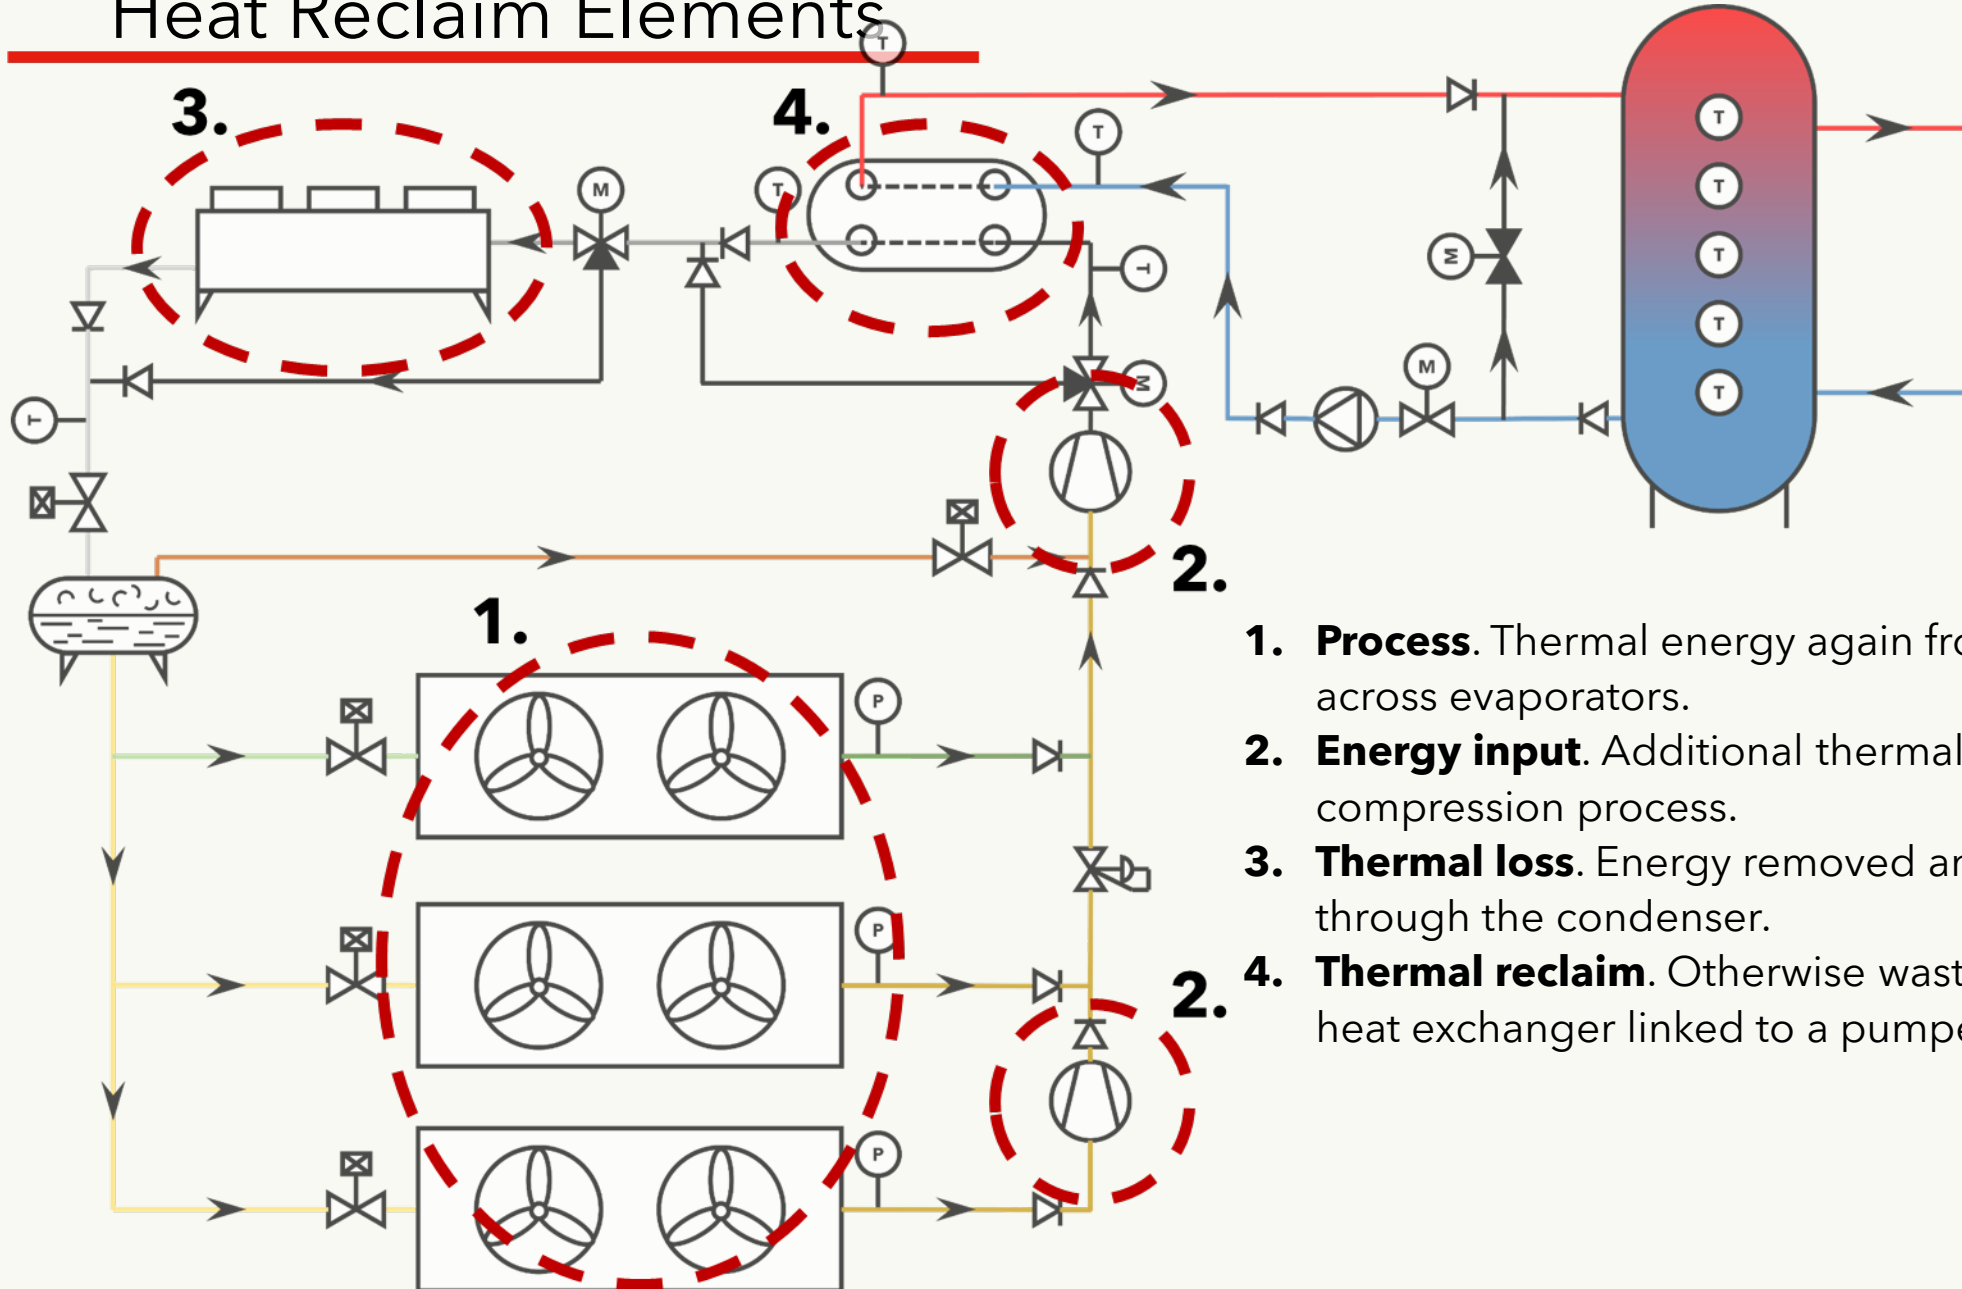 Heat Reclaim Elements
T
3.
4.
T
T
M
T
T
M
T
T
T
T
T
M
M
T
2.
1.
P
P
2.
P
1. Process. Thermal energy again fro
across evaporators.
2. Energy input. Additional thermal
compression process.
3. Thermal loss. Energy removed
through the condenser.
4. Thermal reclaim. Otherwise wast
heat exchanger linked to a pumpe